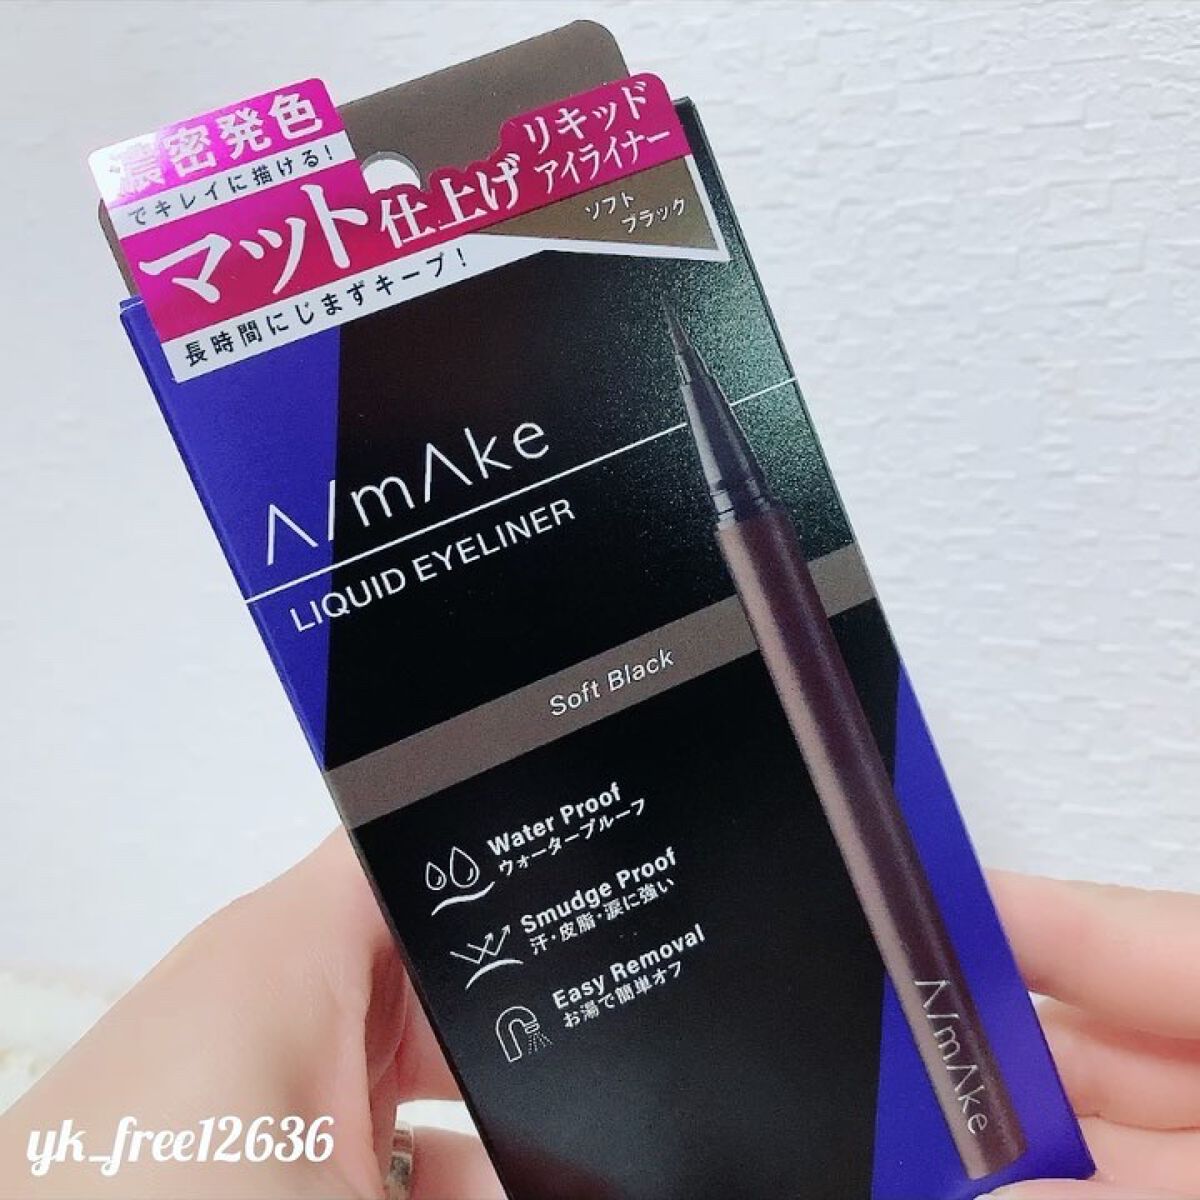 濃密発色
でキレイに描ける!
マット仕上げ
リキッド
アイライナー
ソフト
ブラック
長時間にじまずキープ!
Λ/mΛke
LIQUID EYELINER
Soft Black
Water Proof
ウォータープルーフ
Smudge Proof
汗・皮脂・涙に強い
Easy Removal
お湯で簡単オフ
Λ/mΛke
yk_free12636